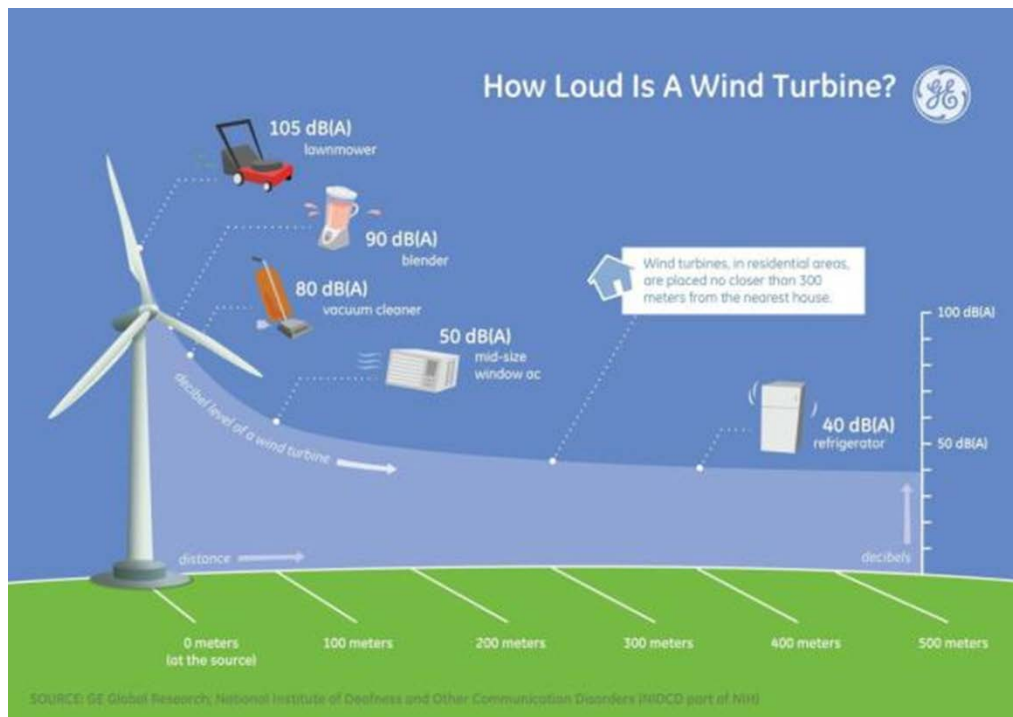 How Loud Is A Wind Turbine?
GE
105 dB(A)
lawnmower
90 dB(A)
blender
80 dB(A)
vacuum cleaner
50 dB(A)
mid-size
window ac
Wind turbines, in residential areas,
are placed no closer than 300
meters from the nearest house.
40 dB(A)
refrigerator
100 dB(A)
50 dB(A)
decibel level of a wind turbine
distance
decibels
0 meters
(at the source)
100 meters
200 meters
300 meters
400 meters
500 meters
SOURCE: GE Global Research; National Institute of Deafness and Other Communication Disorders (NIDCD part of NIH)